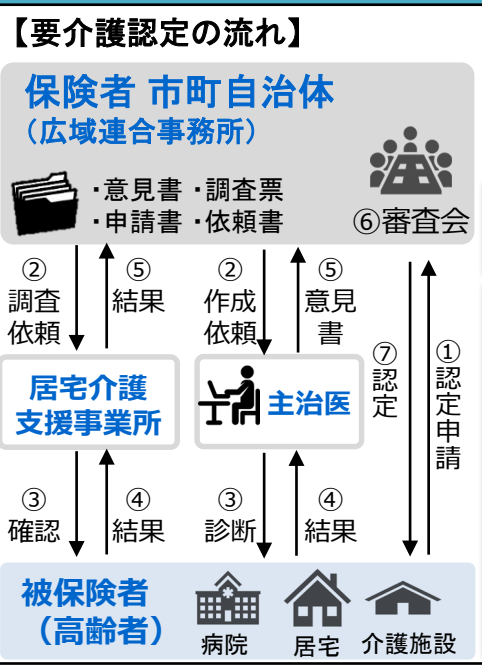 【要介護認定の流れ】
保険者 市町自治体
（広域連合事務所）
・意見書 ・調査票
・申請書 ・依頼書
⑥審査会
②
調査
依頼
⑤
結果
②
作成
依頼
⑤
意見
書
⑦
認定
①
認定申請
居宅介護
支援事業所
主治医
③
確認
④
結果
③
診断
④
結果
被保険者
（高齢者）
病院
居宅
介護施設